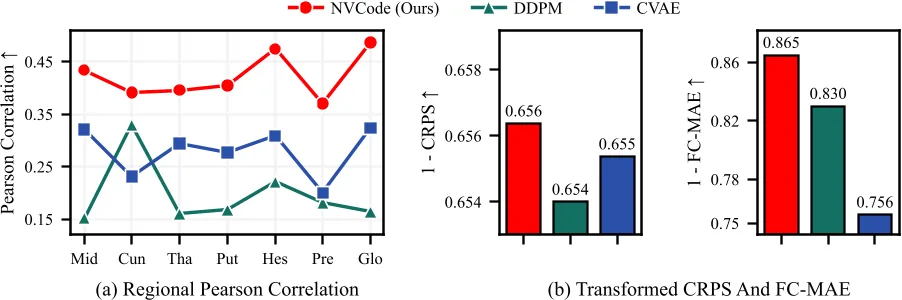 NVCode (Ours) DDPM CVAE
Pearson Correlation ↑
0.45
0.35
0.25
0.15
Mid Cun Tha Put Hes Pre Glo
(a) Regional Pearson Correlation
1 - CRPS ↑
0.658
0.656
0.654
0.656
0.654
0.655
1 - FC-MAE ↑
0.86
0.82
0.78
0.75
0.865
0.830
0.756
(b) Transformed CRPS And FC-MAE